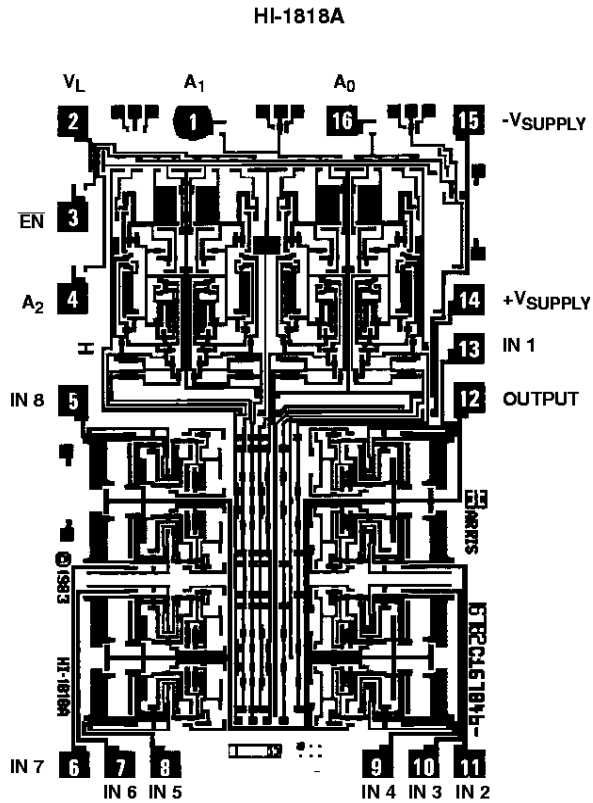 HI-1818A
VL A1 A0
2 1 16 15 -VSUPPLY
EN 3
A2 4 14 +VSUPPLY
H 13 IN 1
IN 8 5 12 OUTPUT
HARRIS
© 1983
HI-1818A
IN 7 6 7 8 9 10 11
IN 6 IN 5 IN 4 IN 3 IN 2